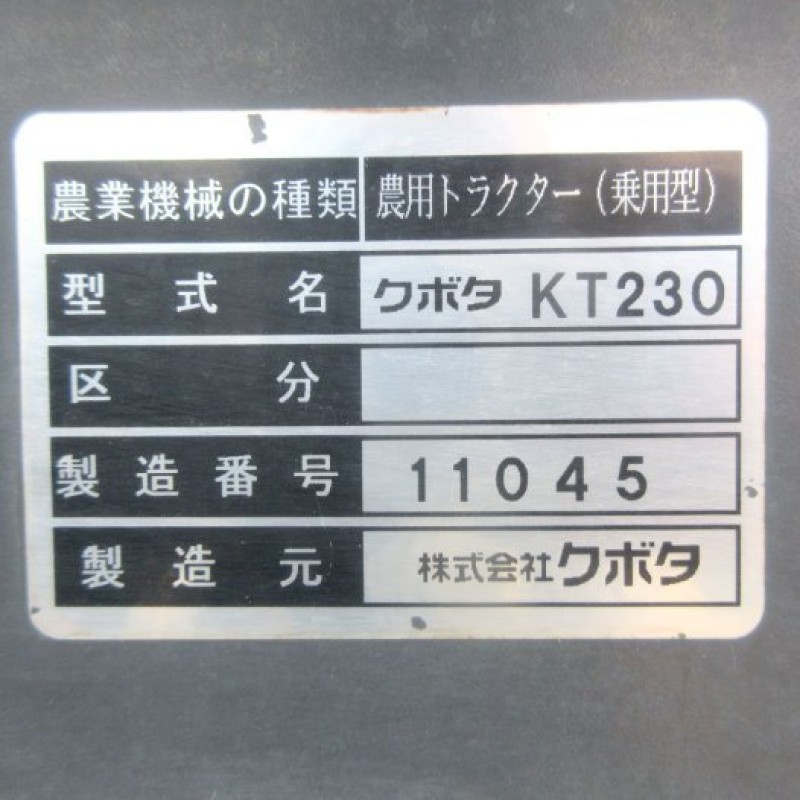 農業機械の種類 農用トラクター(乗用型)
型式名 クボタ KT230
区分
製造番号 11045
製造元 株式会社クボタ